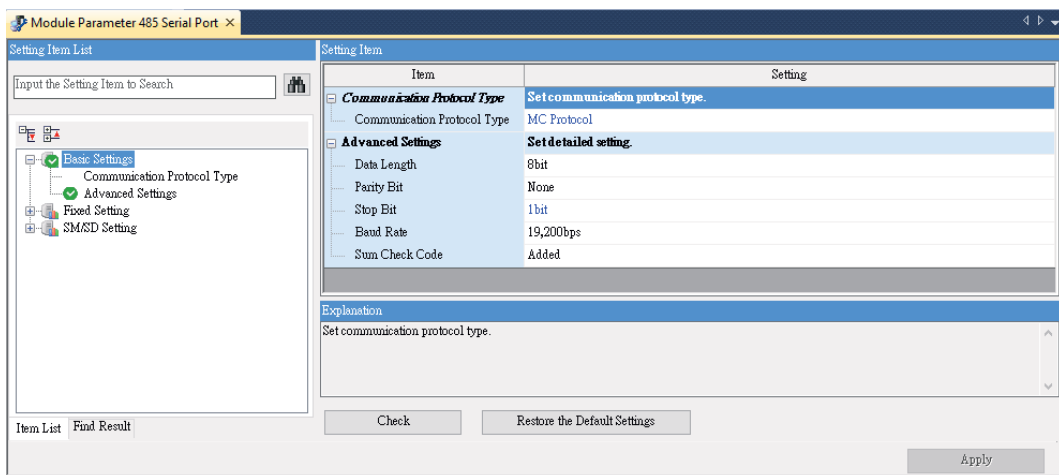 Module Parameter 485 Serial Port
Setting Item List
Input the Setting Item to Search
Basic Settings
Communication Protocol Type
Advanced Settings
Fixed Setting
SM/SD Setting
Item List
Find Result
Setting Item
Item Setting
Communication Protocol Type Set communication protocol type.
Communication Protocol Type MC Protocol
Advanced Settings Set detailed setting.
Data Length 8bit
Parity Bit None
Stop Bit 1bit
Baud Rate 19,200bps
Sum Check Code Added
Explanation
Set communication protocol type.
Check
Restore the Default Settings
Apply